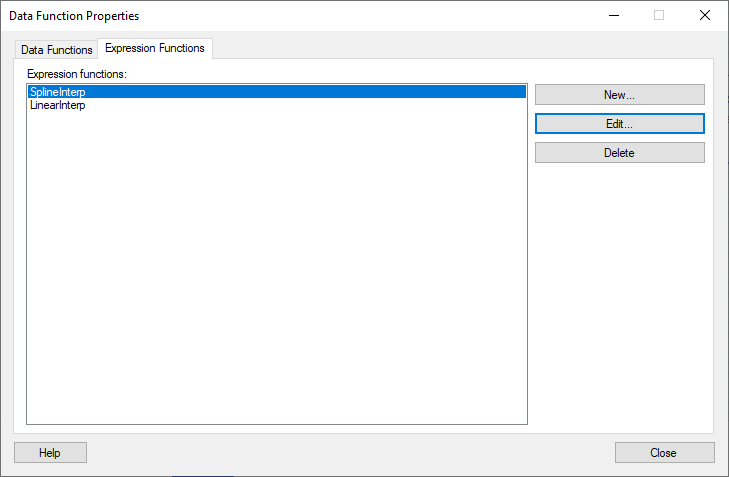 Data Function Properties
Data Functions
Expression Functions
Expression functions:
SplineInterp
LinearInterp
New...
Edit...
Delete
Help
Close